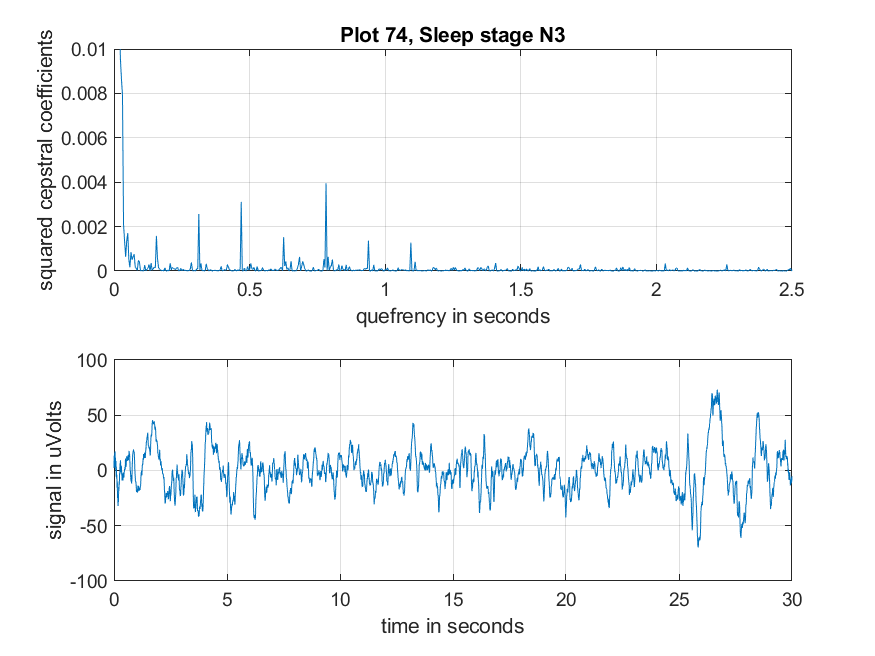 Plot 74, Sleep stage N3
squared cepstral coefficients
0.01
0.008
0.006
0.004
0.002
0
0 0.5 1 1.5 2 2.5
quefrency in seconds
signal in uVolts
100
50
0
-50
-100
0 5 10 15 20 25 30
time in seconds